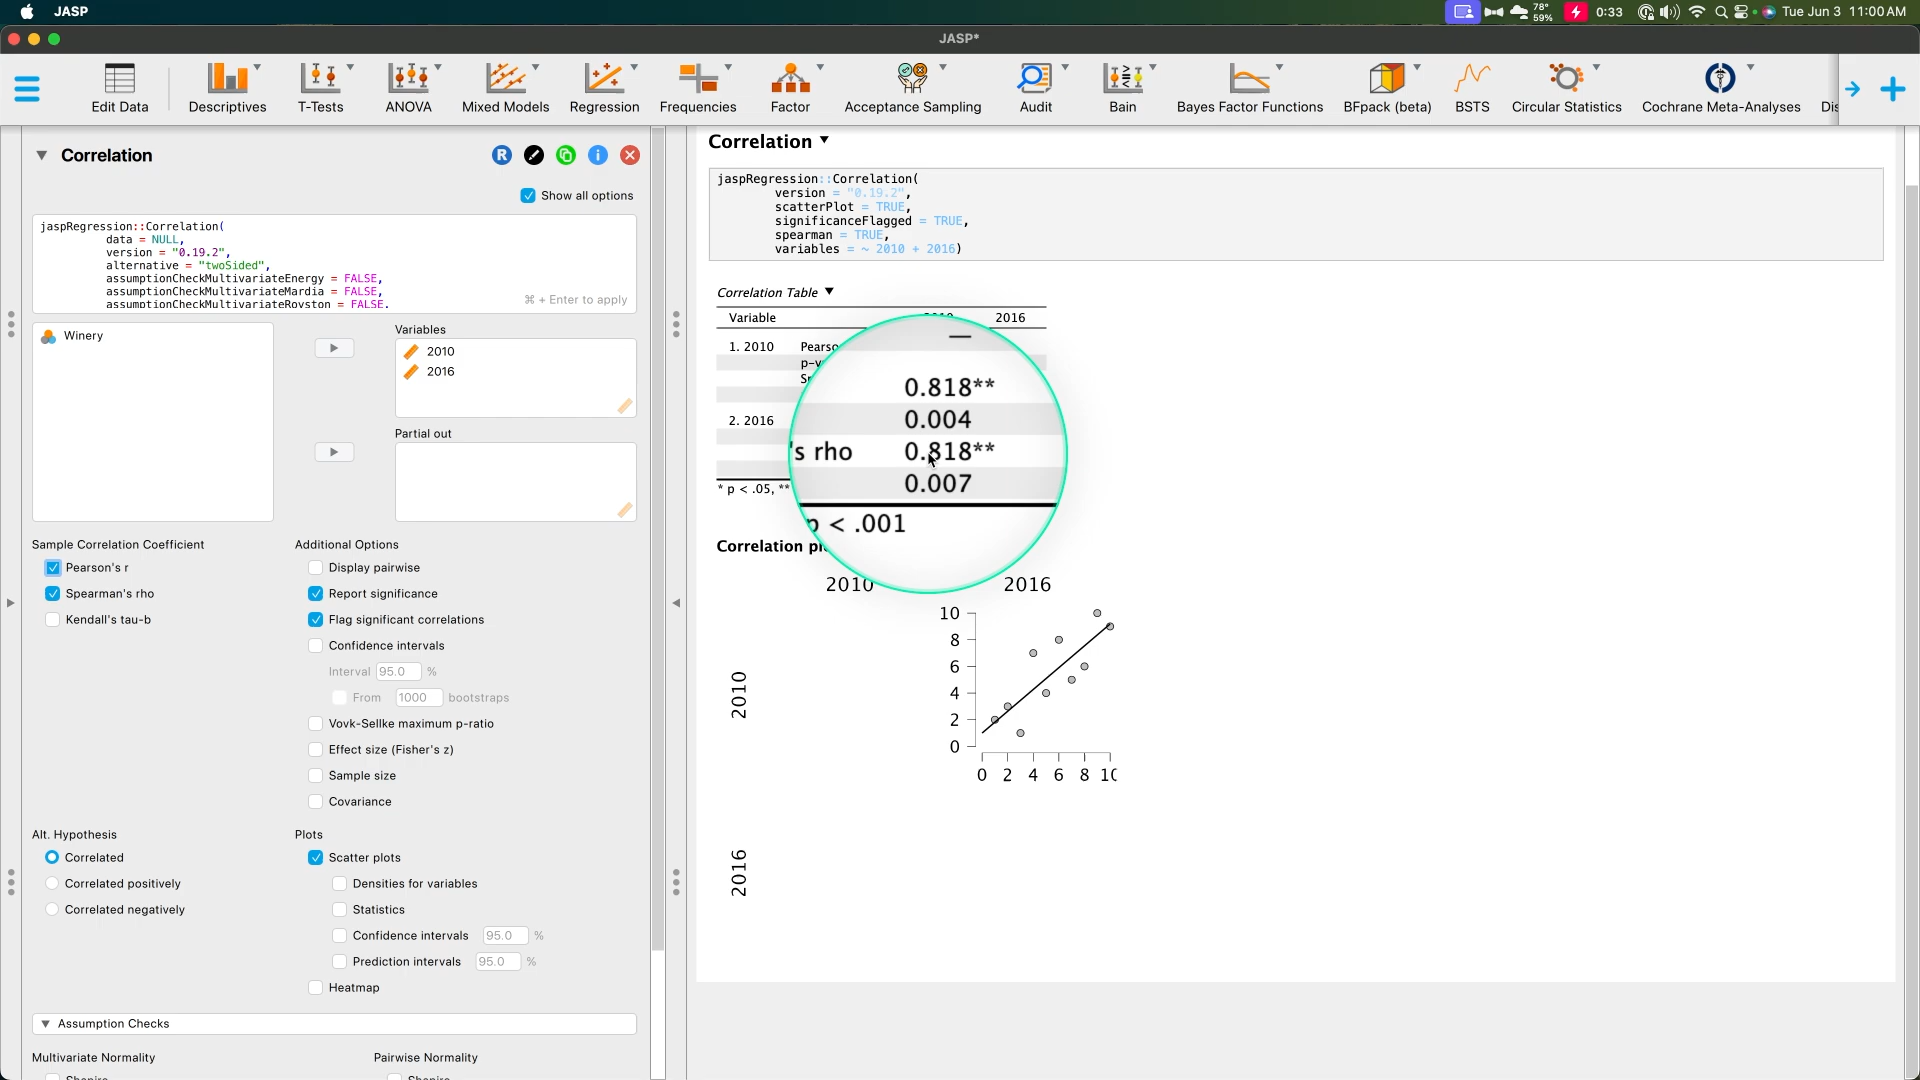 JASP
78°
59%
0:33
Tue Jun 3 11:00 AM
JASP*
Edit Data
Descriptives
T-Tests
ANOVA
Mixed Models
Regression
Frequencies
Factor
Acceptance Sampling
Audit
Bain
Bayes Factor Functions
BFpack (beta)
BSTS
Circular Statistics
Cochrane Meta-Analyses
Correlation
R
Show all options
jaspRegression::Correlation(
data = NULL,
version = "0.19.2",
alternative = "twoSided",
assumptionCheckMultivariateEnergy = FALSE,
assumptionCheckMultivariateMardia = FALSE,
assumptionCheckMultivariateRoyston = FALSE.
⌘ + Enter to apply
Winery
Variables
2010
2016
Partial out
Sample Correlation Coefficient
Pearson's r
Spearman's rho
Kendall's tau-b
Additional Options
Display pairwise
Report significance
Flag significant correlations
Confidence intervals
Interval 95.0 %
From 1000 bootstraps
Vovk-Sellke maximum p-ratio
Effect size (Fisher's z)
Sample size
Covariance
Alt. Hypothesis
Correlated
Correlated positively
Correlated negatively
Plots
Scatter plots
Densities for variables
Statistics
Confidence intervals 95.0 %
Prediction intervals 95.0 %
Heatmap
Assumption Checks
Multivariate Normality
Pairwise Normality
Shapiro
Shapiro
Correlation
jaspRegression::Correlation(
version = "0.19.2",
scatterPlot = TRUE,
significanceFlagged = TRUE,
spearman = TRUE,
variables = ~ 2010 + 2016)
Correlation Table
Variable 2010 2016
1. 2010
—
0.818**
2. 2016
0.004
's rho 0.818**
0.007
* p < .05, **
p < .001
Correlation
2010 2016
2010
10
8
6
4
2
0
0 2 4 6 8
2016